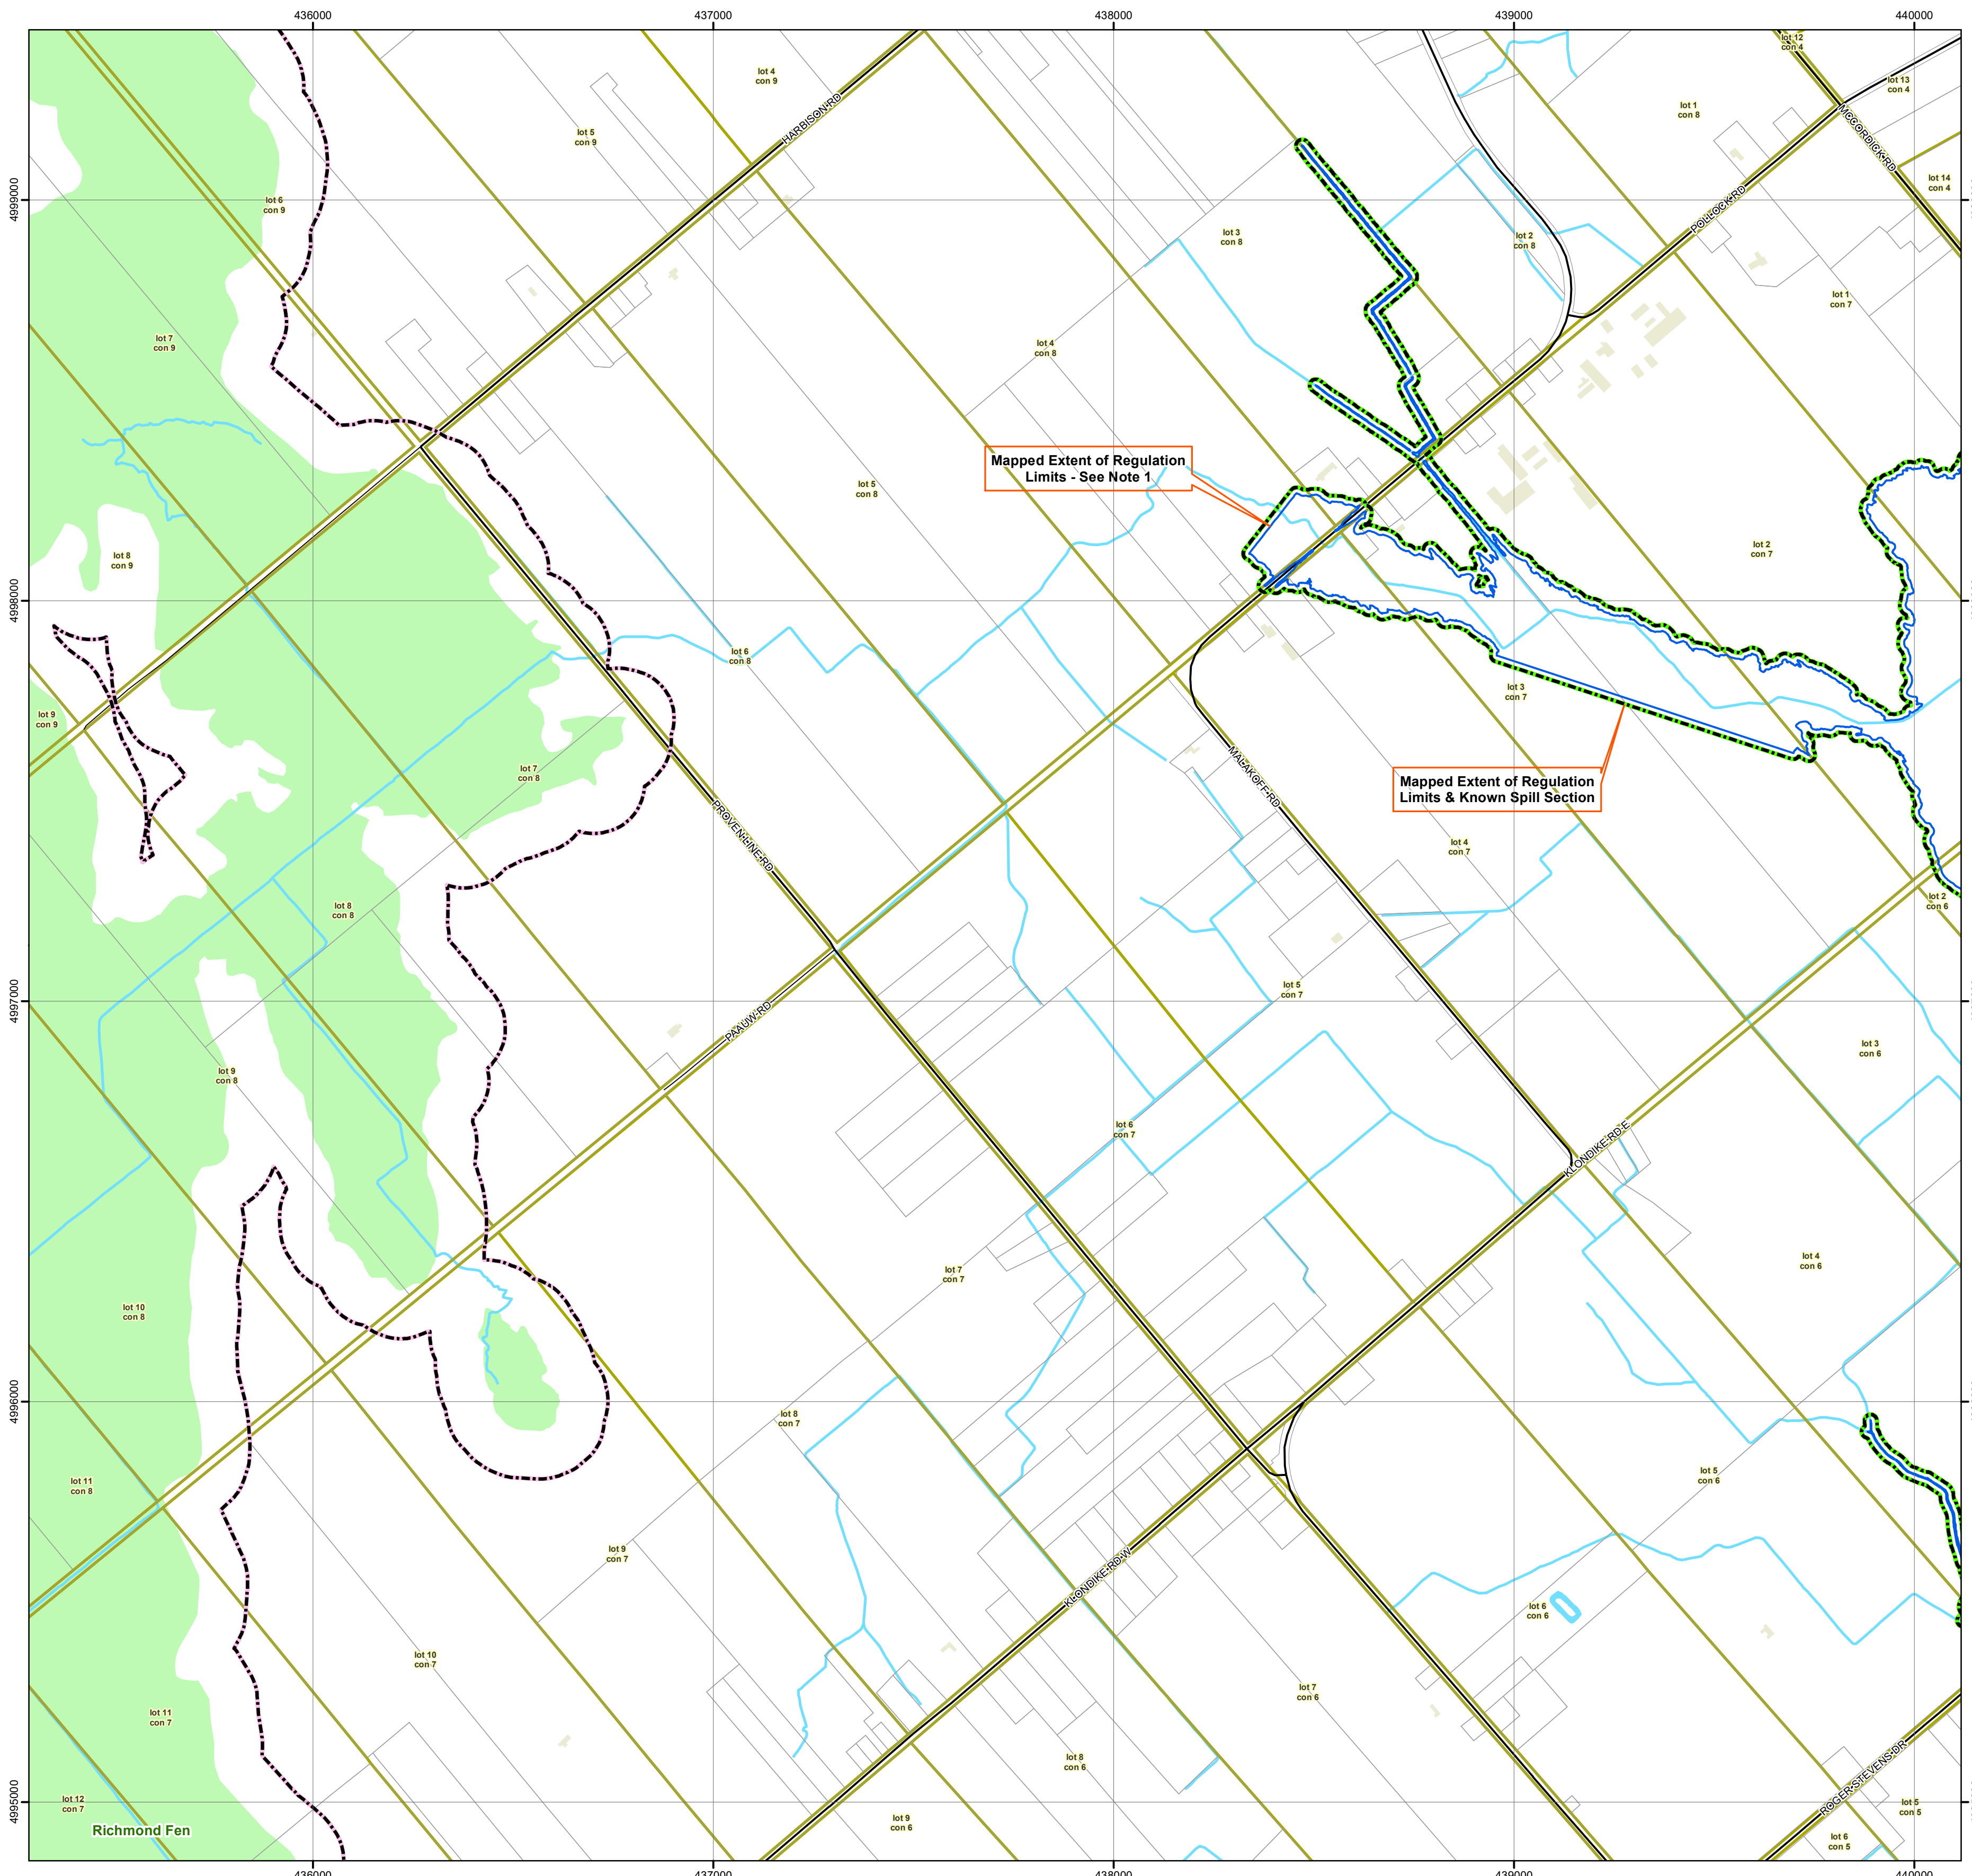 436000
437000
438000
439000
440000
lot 12
con 4
lot 4
con 9
lot 13
con 4
HARBISON-RD
lot 1
con 8
MCCORDICK-RD
lot 5
con 9
4999000
lot 6
con 9
lot 14
con 4
POLLOCK-RD
lot 3
con 8
lot 2
con 8
lot 1
con 7
lot 7
con 9
lot 4
con 8
Mapped Extent of Regulation
Limits - See Note 1
lot 5
con 8
lot 8
con 9
lot 2
con 7
4998000
lot 6
con 8
lot 3
con 7
lot 9
con 9
lot 7
con 8
MALAKOFF-RD
Mapped Extent of Regulation
Limits & Known Spill Section
PROVEN-LINE-RD
lot 4
con 7
lot 2
con 6
lot 8
con 8
4997000
lot 5
con 7
PAAUW-RD
lot 3
con 6
lot 9
con 8
lot 6
con 7
KLONDIKE-RD-E
lot 4
con 6
lot 7
con 7
lot 10
con 8
4996000
lot 8
con 7
lot 11
con 8
lot 5
con 6
lot 9
con 7
KLONDIKE-RD-W
lot 6
con 6
lot 10
con 7
lot 7
con 6
lot 11
con 7
lot 8
con 6
ROGER-STEVENS-DR
4995000
lot 12
con 7
lot 5
con 5
lot 9
con 6
Richmond Fen
lot 6
con 5
436000
437000
438000
439000
440000